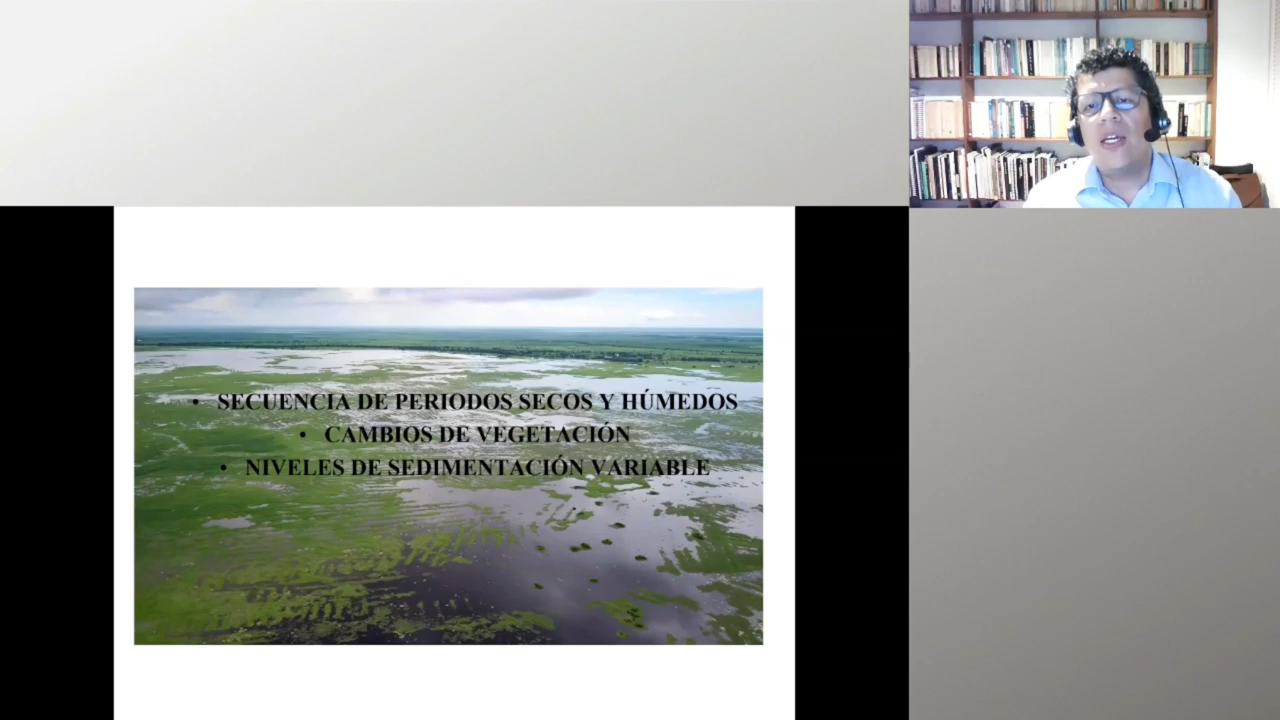 • SECUENCIA DE PERIODOS SECOS Y HÚMEDOS
• CAMBIOS DE VEGETACIÓN
• NIVELES DE SEDIMENTACIÓN VARIABLE